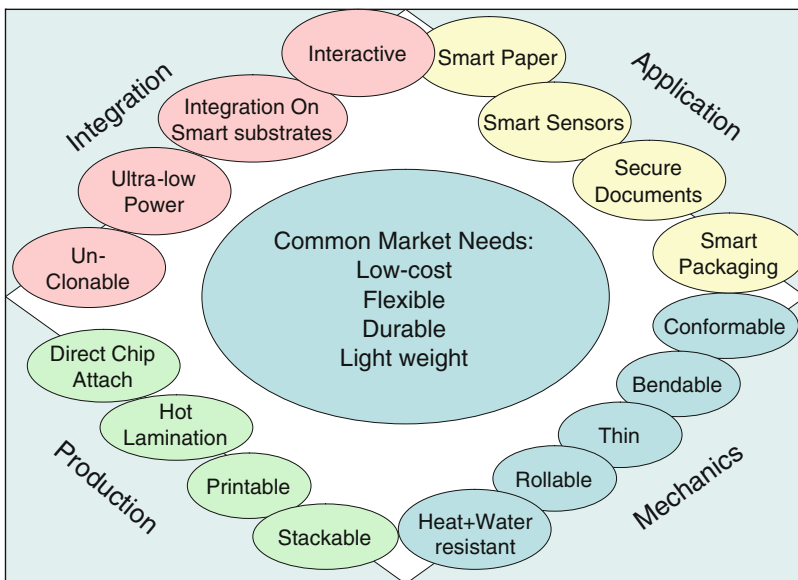 Integration
Interactive
Integration On
Smart substrates
Ultra-low
Power
Un-
Clonable
Application
Smart Paper
Smart Sensors
Secure
Documents
Smart
Packaging
Common Market Needs:
Low-cost
Flexible
Durable
Light weight
Production
Direct Chip
Attach
Hot
Lamination
Printable
Stackable
Mechanics
Conformable
Bendable
Thin
Rollable
Heat+Water
resistant